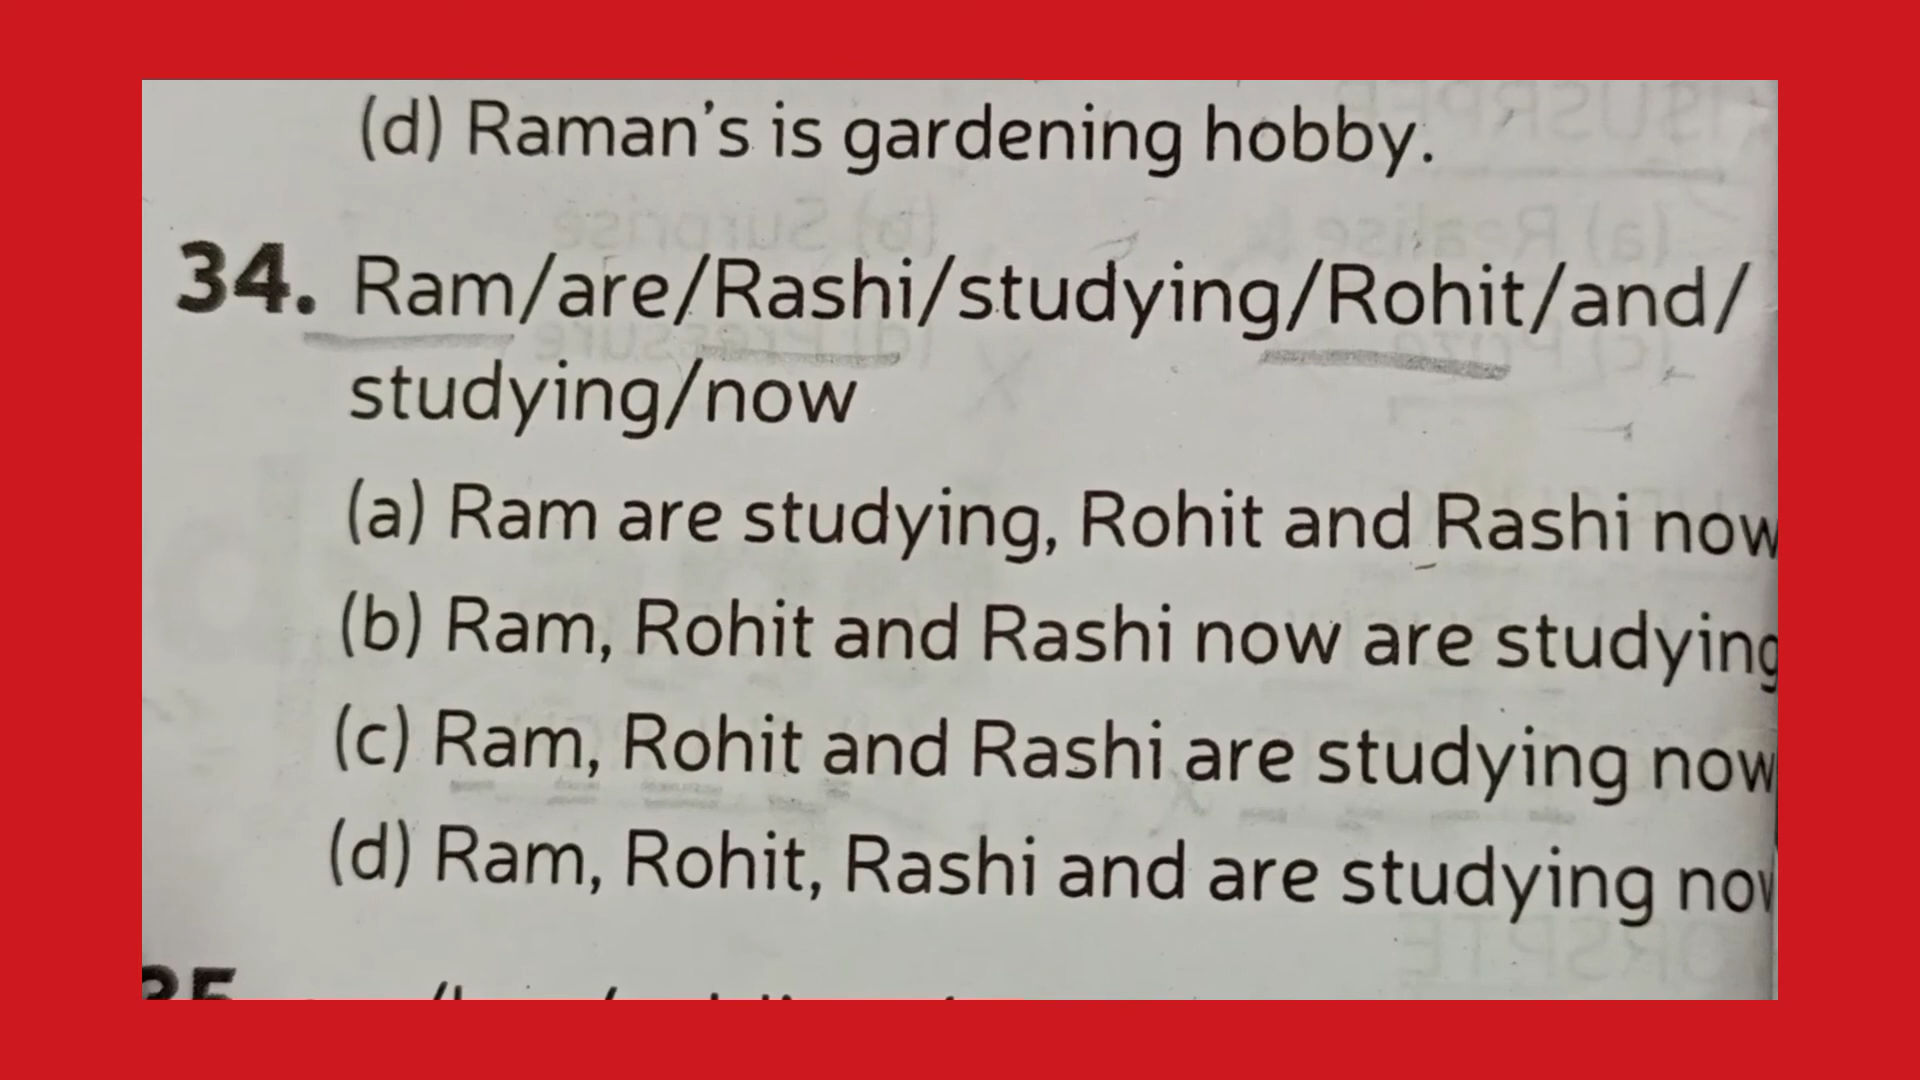 (d) Raman's is gardening hobby.
34. Ram/are/Rashi/studying/Rohit/and/
studying/now
(a) Ram are studying, Rohit and Rashi now
(b) Ram, Rohit and Rashi now are studying
(c) Ram, Rohit and Rashi are studying now
(d) Ram, Rohit, Rashi and are studying